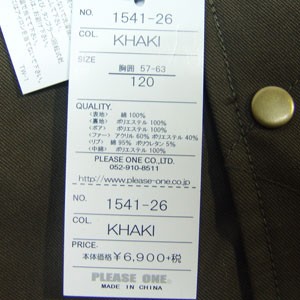 NO. 1541-26
COL. KHAKI
SIZE 胸囲 57-63
120
QUALITY.
〈表地〉 綿 100%
〈裏地〉 ポリエステル 100%
〈ボア〉 ポリエステル 100%
〈ファー〉 アクリル 60% ポリエステル 40%
〈リブ〉 綿 95% ポリウレタン 5%
〈中綿〉 ポリエステル 100%
PLEASE ONE CO.,LTD.
052-910-8511
http://www.please-one.co.jp
NO. 1541-26
COL. KHAKI
PRICE.
本体価格 ¥6,900+税
PLEASE ONE.
MADE IN CHINA